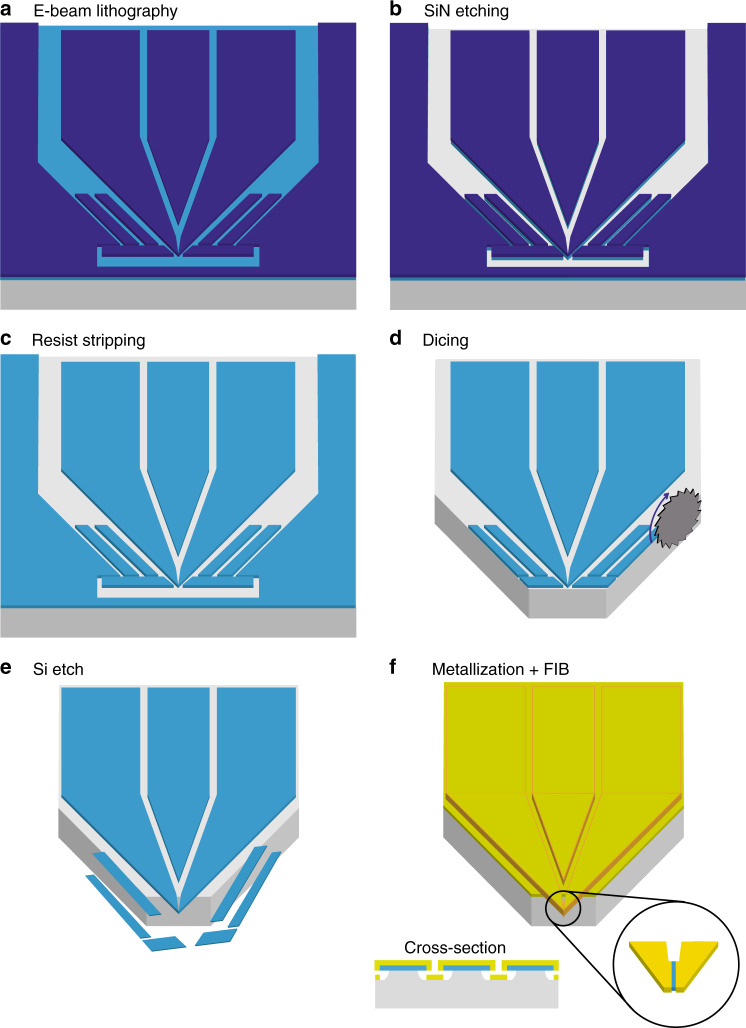 a E-beam lithography
b SiN etching
c Resist stripping
d Dicing
e Si etch
f Metallization + FIB
Cross-section